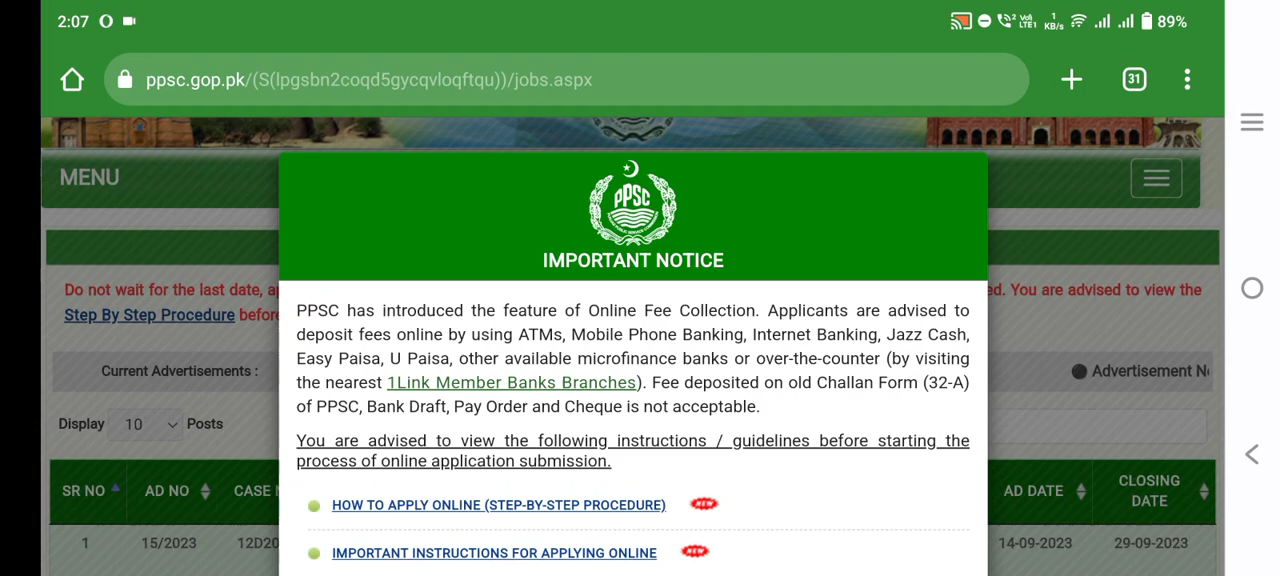 2:07
Vo)
LTE1
1
KB/s
89%
ppsc.gop.pk/(S(lpgsbn2coqd5gycqvloqftqu))/jobs.aspx
31
MENU
PPSC
IMPORTANT NOTICE
Do not wait for the last date, ap
ed. You are advised to view the
Step By Step Procedure before
PPSC has introduced the feature of Online Fee Collection. Applicants are advised to
deposit fees online by using ATMs, Mobile Phone Banking, Internet Banking, Jazz Cash,
Easy Paisa, U Paisa, other available microfinance banks or over-the-counter (by visiting
the nearest 1Link Member Banks Branches). Fee deposited on old Challan Form (32-A)
of PPSC, Bank Draft, Pay Order and Cheque is not acceptable.
Current Advertisements :
Advertisement N
Display 10 Posts
You are advised to view the following instructions / guidelines before starting the
process of online application submission.
SR NO AD NO CASE N AD DATE CLOSING
DATE
HOW TO APPLY ONLINE (STEP-BY-STEP PROCEDURE) NEW
1 15/2023 12D20 14-09-2023 29-09-2023
IMPORTANT INSTRUCTIONS FOR APPLYING ONLINE NEW